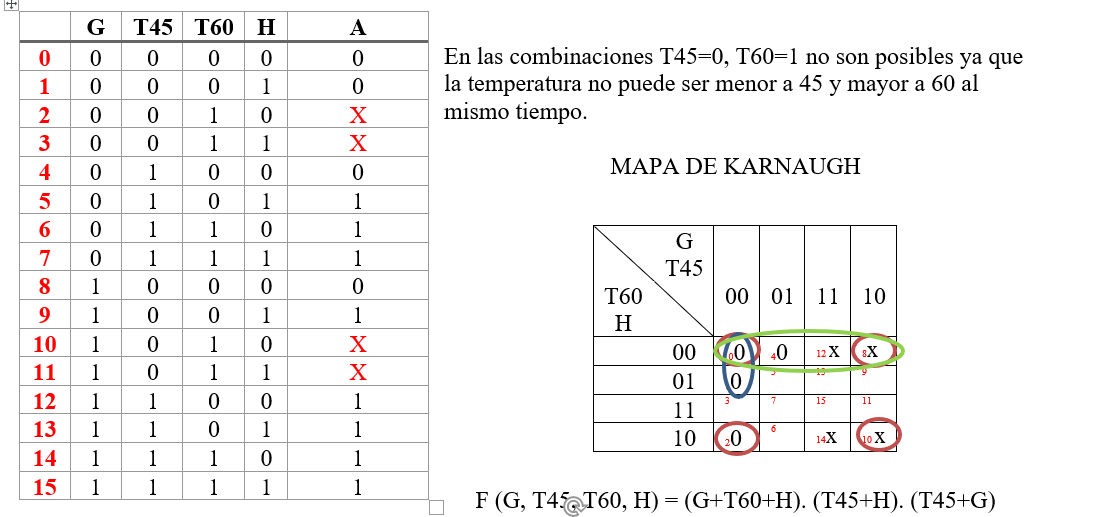 G T45 T60 H A
0 0 0 0 0 0
1 0 0 0 1 0
2 0 0 1 0 X
3 0 0 1 1 X
4 0 1 0 0 0
5 0 1 0 1 1
6 0 1 1 0 1
7 0 1 1 1 1
8 1 0 0 0 0
9 1 0 0 1 1
10 1 0 1 0 X
11 1 0 1 1 X
12 1 1 0 0 1
13 1 1 0 1 1
14 1 1 1 0 1
15 1 1 1 1 1
En las combinaciones T45=0, T60=1 no son posibles ya que
la temperatura no puede ser menor a 45 y mayor a 60 al
mismo tiempo.
MAPA DE KARNAUGH
G
T45
T60
H
00 01 11 10
00 0 0 4 0 12 X 8 X
01 0 5 13 9
11 3 7 15 11
10 2 0 6 14 X 10 X
F (G, T45, T60, H) = (G+T60+H). (T45+H). (T45+G)